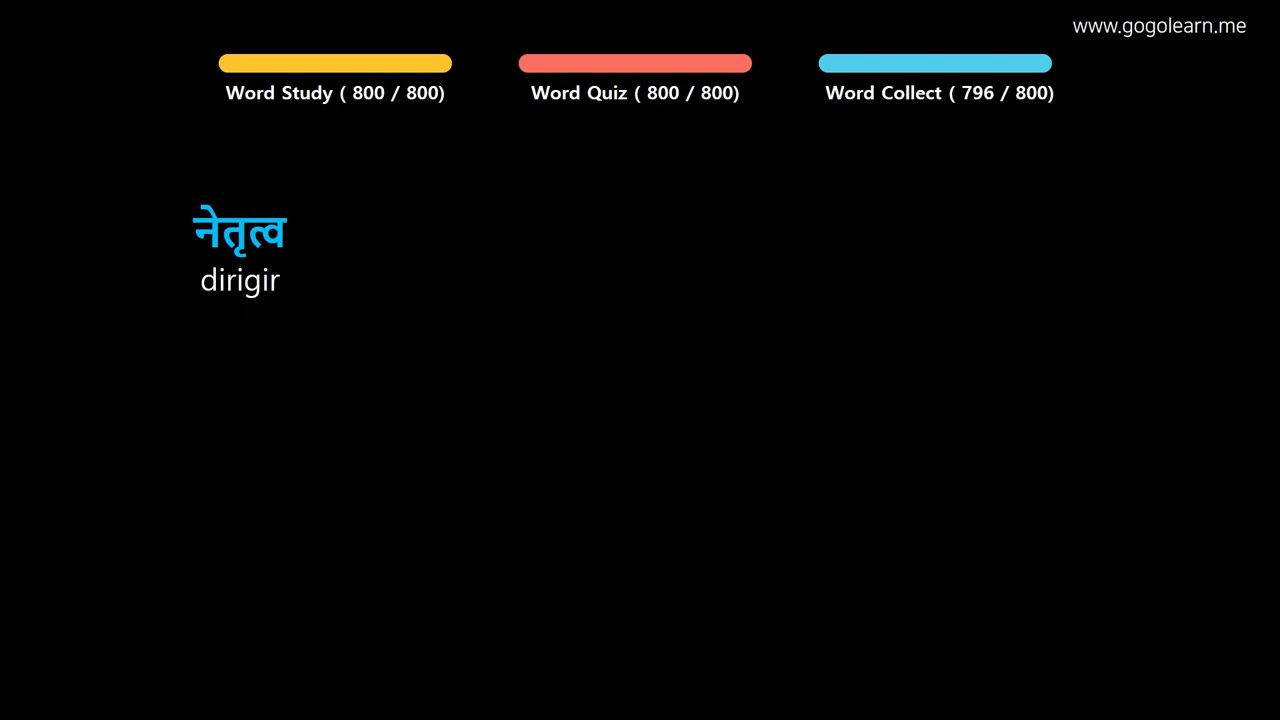 www.gogolearn.me
Word Study ( 800 / 800)
Word Quiz ( 800 / 800)
Word Collect ( 796 / 800)
नेतृत्व
dirigir